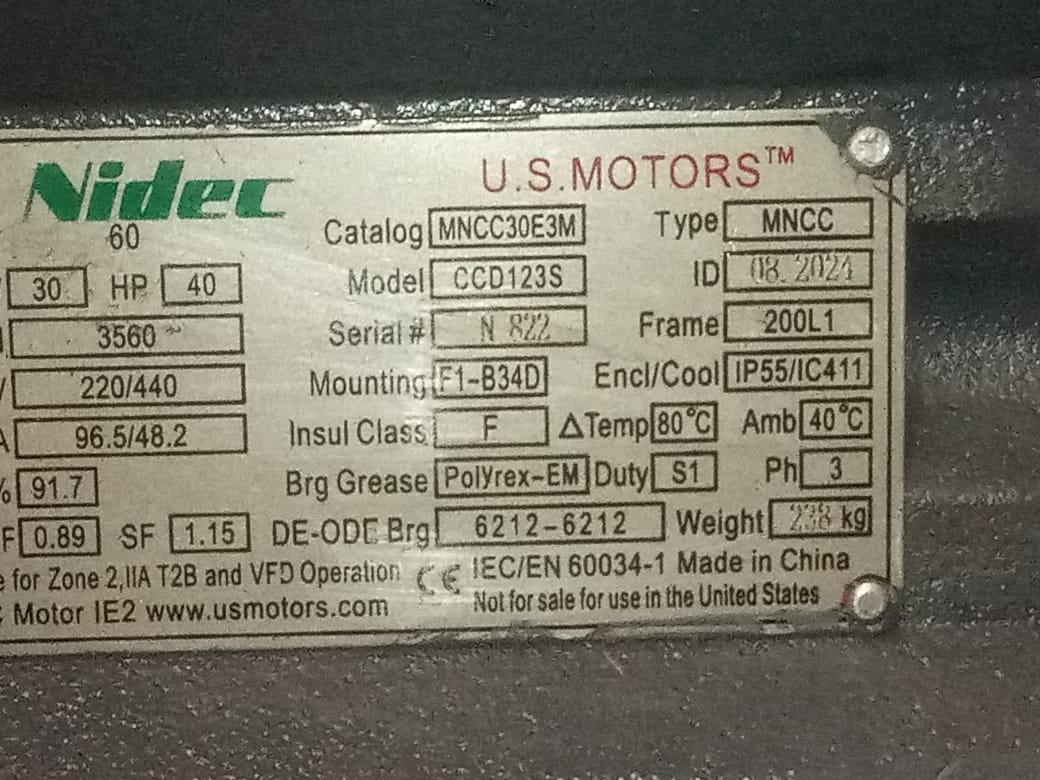 Nidec U.S.MOTORS™
60 Catalog MNCC30E3M Type MNCC
30 HP 40 Model CCD123S ID 08. 2021
3560 Serial # N 822 Frame 200L1
220/440 Mounting F1-B34D Encl/Cool IP55/IC411
A 96.5/48.2 Insul Class F ΔTemp 80°C Amb 40°C
% 91.7 Brg Grease Polyrex-EM Duty S1 Ph 3
F 0.89 SF 1.15 DE-ODE Brg 6212-6212 Weight kg
e for Zone 2,IIA T2B and VFD Operation CE IEC/EN 60034-1 Made in China
Motor IE2 www.usmotors.com Not for sale for use in the United States